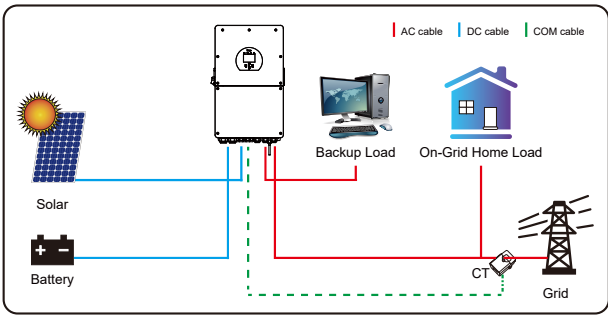 AC cable
DC cable
COM cable
Backup Load
On-Grid Home Load
Solar
CT
Battery
Grid